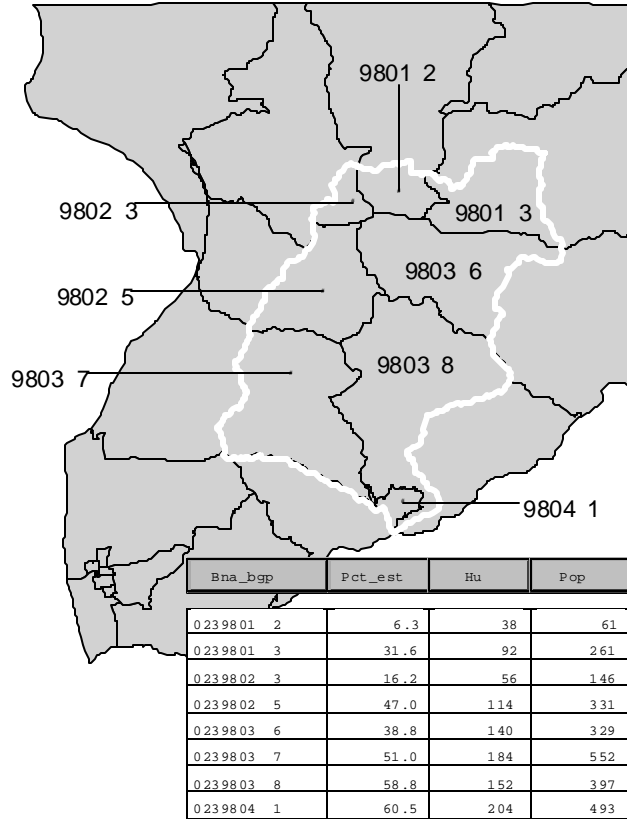 9801 2
9802 3
9801 3
9803 6
9802 5
9803 8
9803 7
9804 1
Bna_bgp Pct_est Hu Pop
0239801 2 6.3 38 61
0239801 3 31.6 92 261
0239802 3 16.2 56 146
0239802 5 47.0 114 331
0239803 6 38.8 140 329
0239803 7 51.0 184 552
0239803 8 58.8 152 397
0239804 1 60.5 204 493